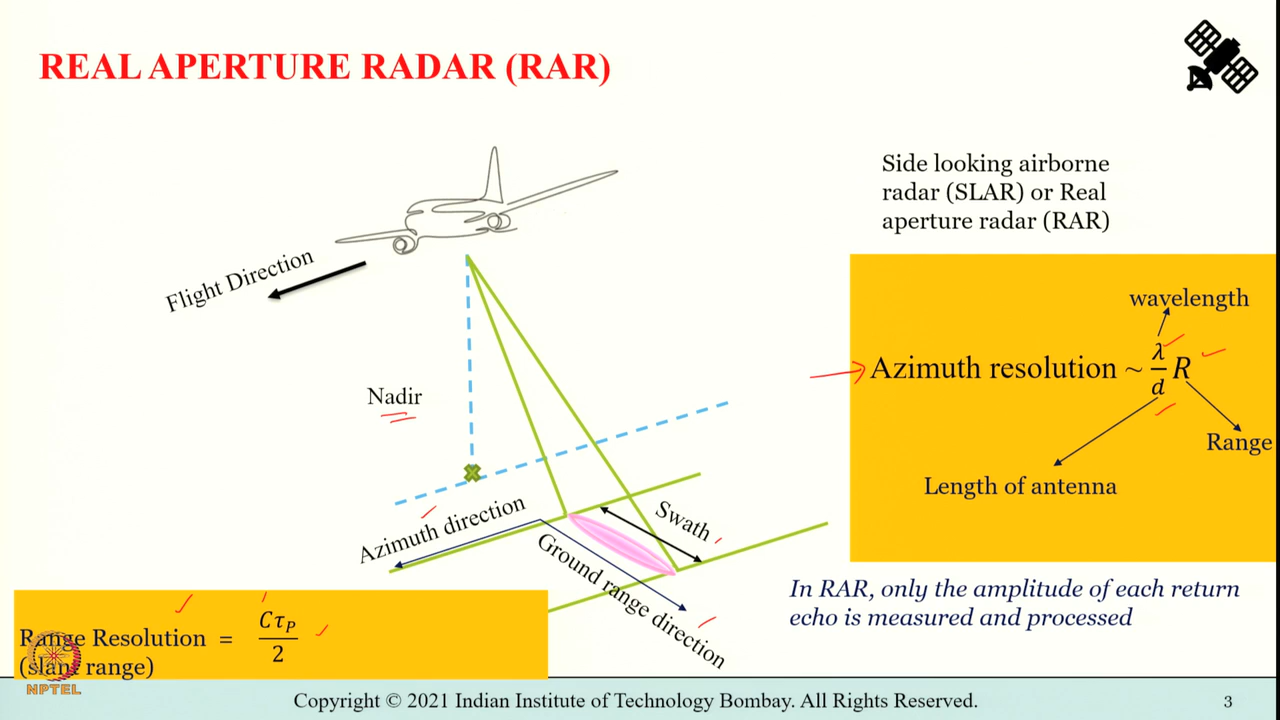 REAL APERTURE RADAR (RAR)
Side looking airborne
radar (SLAR) or Real
aperture radar (RAR)
Flight Direction
wavelength
Azimuth resolution ~ λ/d R
Range
Length of antenna
Nadir
Azimuth direction
Swath
Ground range direction
In RAR, only the amplitude of each return
echo is measured and processed
Range Resolution = Cτ_P/2
(slant range)
NPTEL
Copyright © 2021 Indian Institute of Technology Bombay. All Rights Reserved.
3